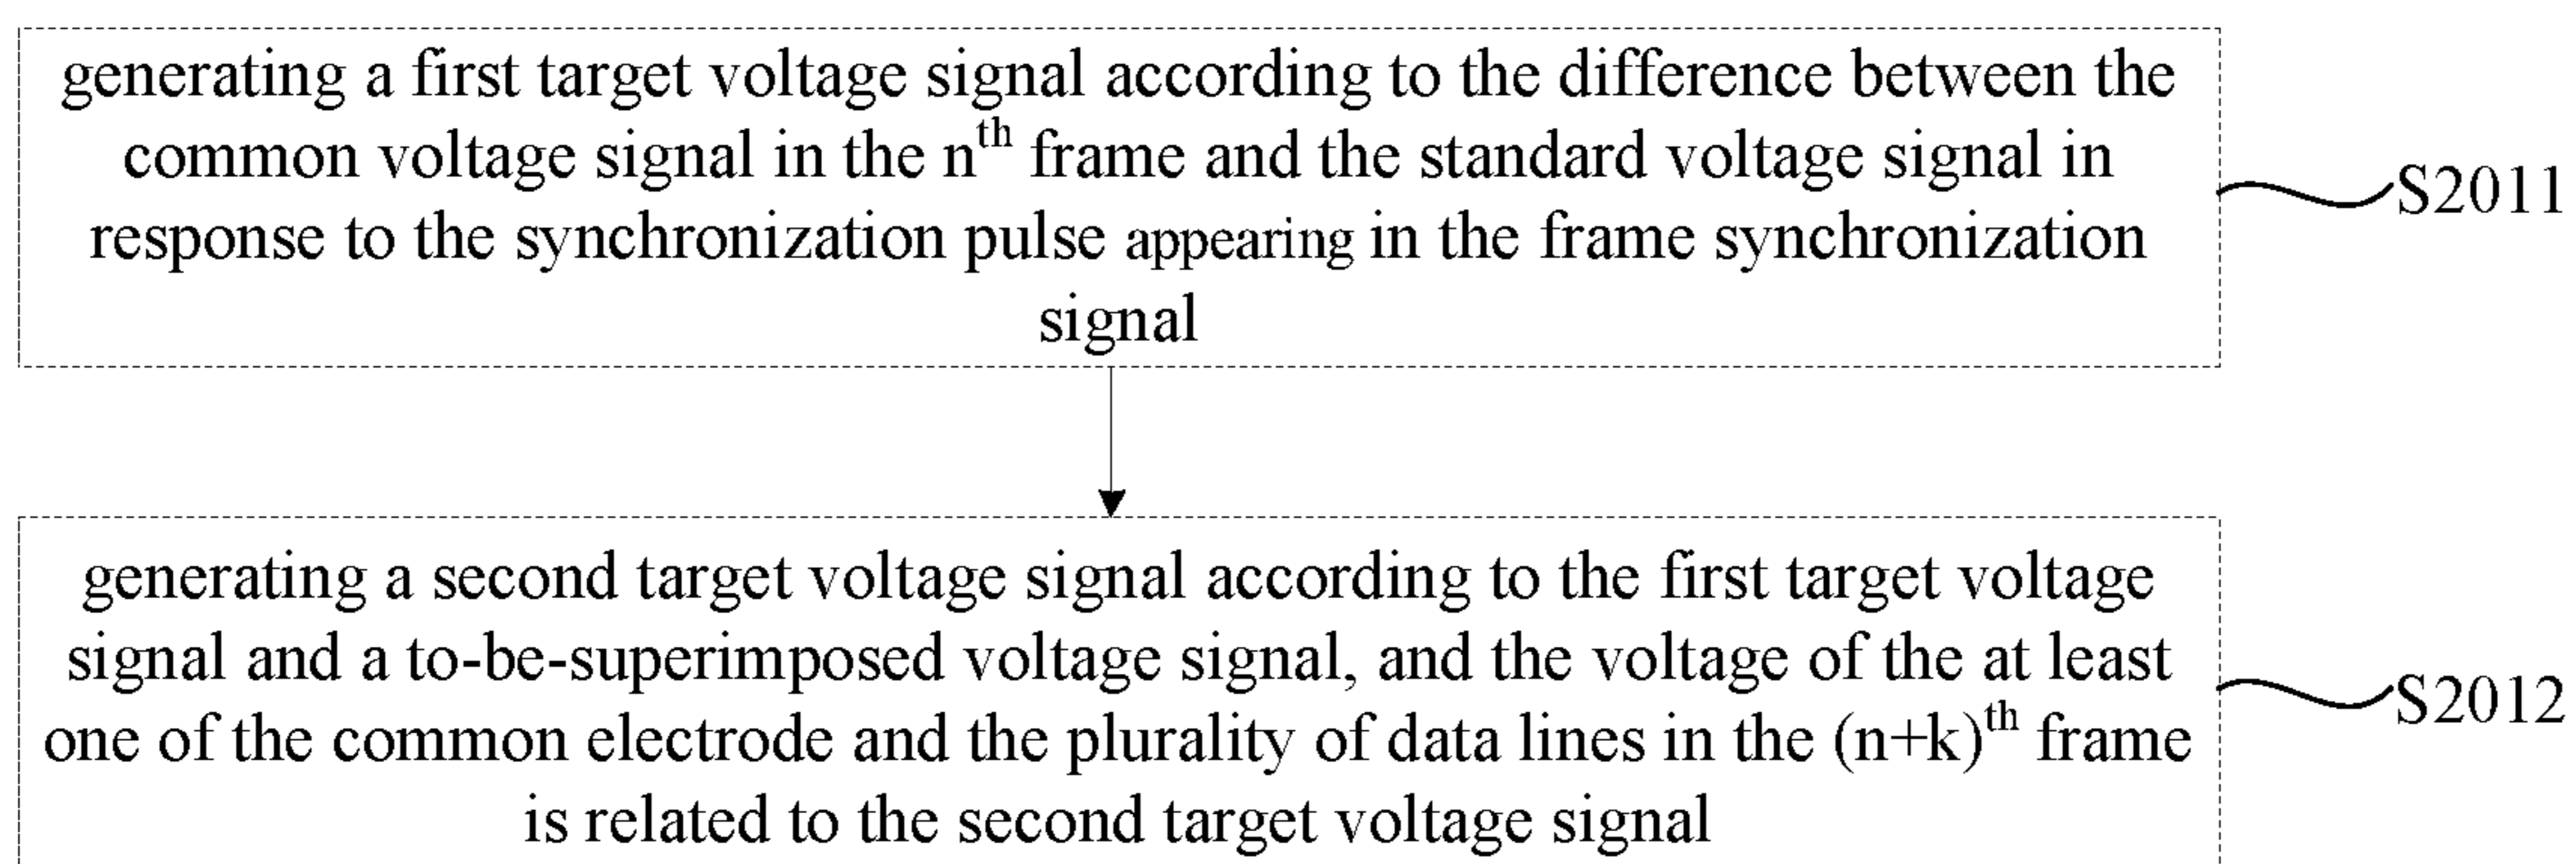 generating a first target voltage signal according to the difference between the
common voltage signal in the nth frame and the standard voltage signal in
response to the synchronization pulse appearing in the frame synchronization
signal
S2011
generating a second target voltage signal according to the first target voltage
signal and a to-be-superimposed voltage signal, and the voltage of the at least
one of the common electrode and the plurality of data lines in the (n+k)th frame
is related to the second target voltage signal
S2012